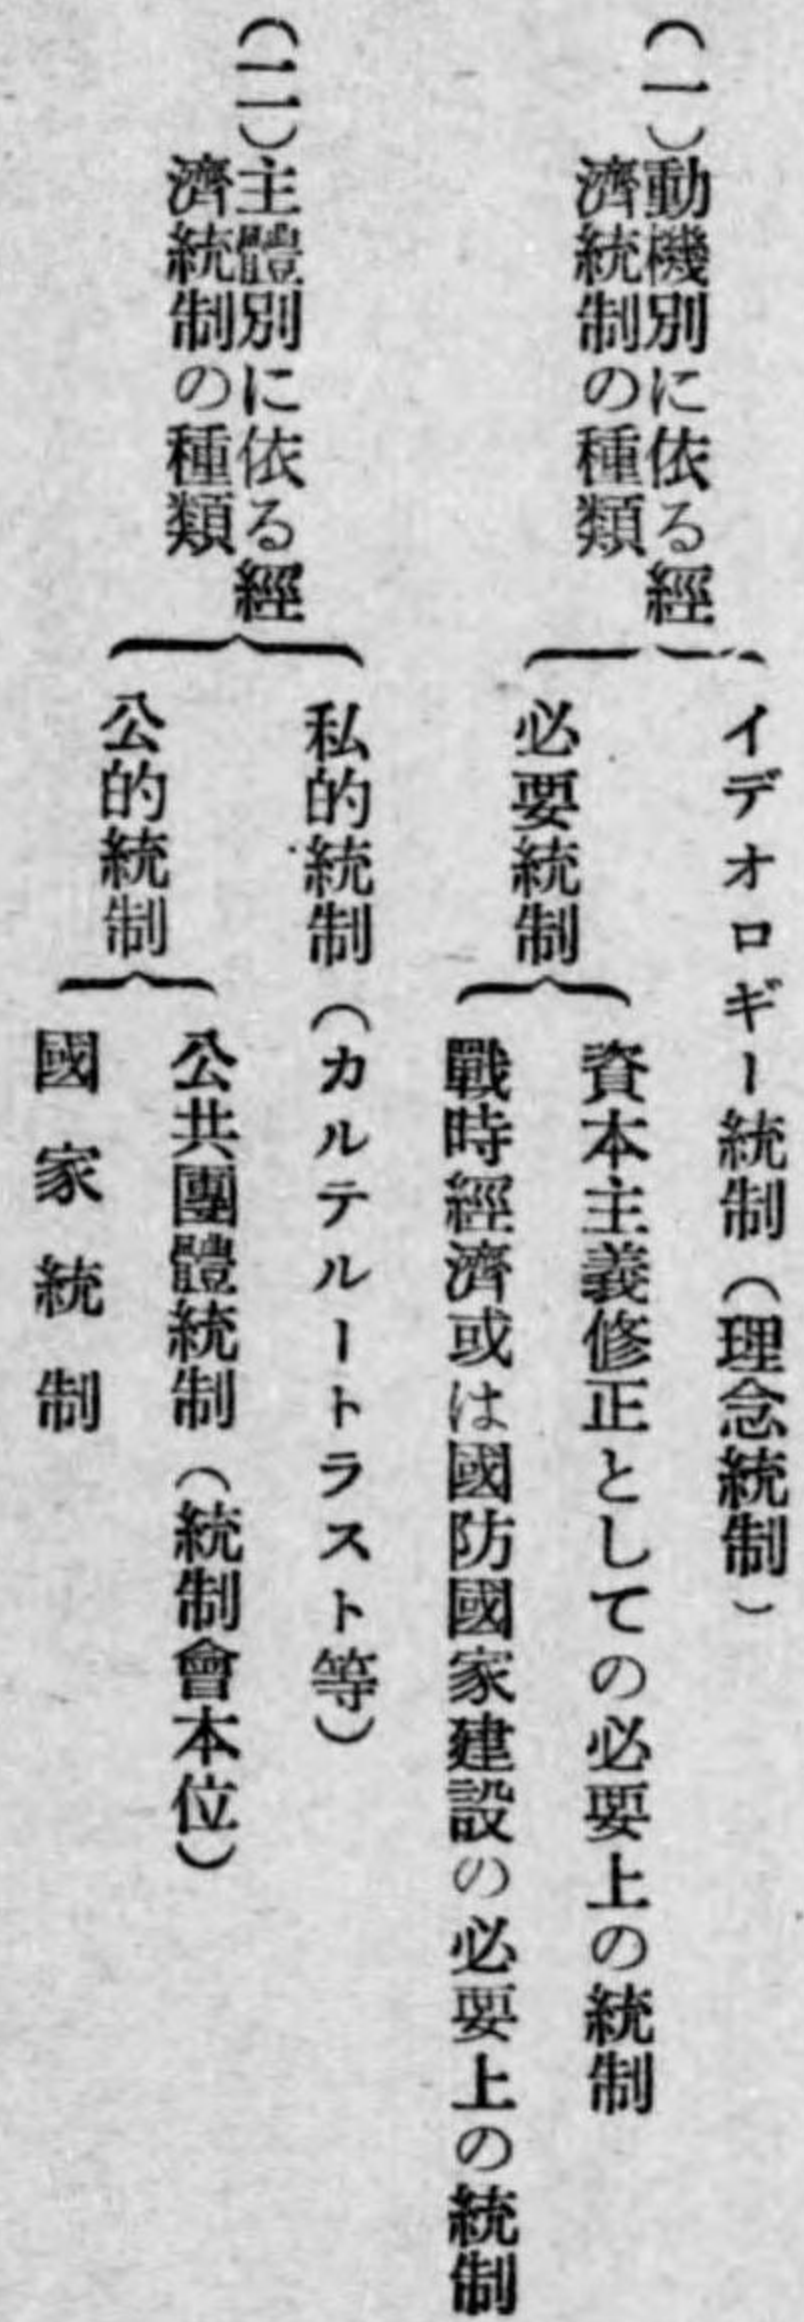 (一)動機別に依る經
濟統制の種類
イデオロギー統制(理念統制)
必要統制
資本主義修正としての必要上の統制
戰時經濟或は國防國家建設の必要上の統制
(二)主體別に依る經
濟統制の種類
私的統制(カルテルートラスト等)
公的統制
公共團體統制(統制會本位)
國家統制